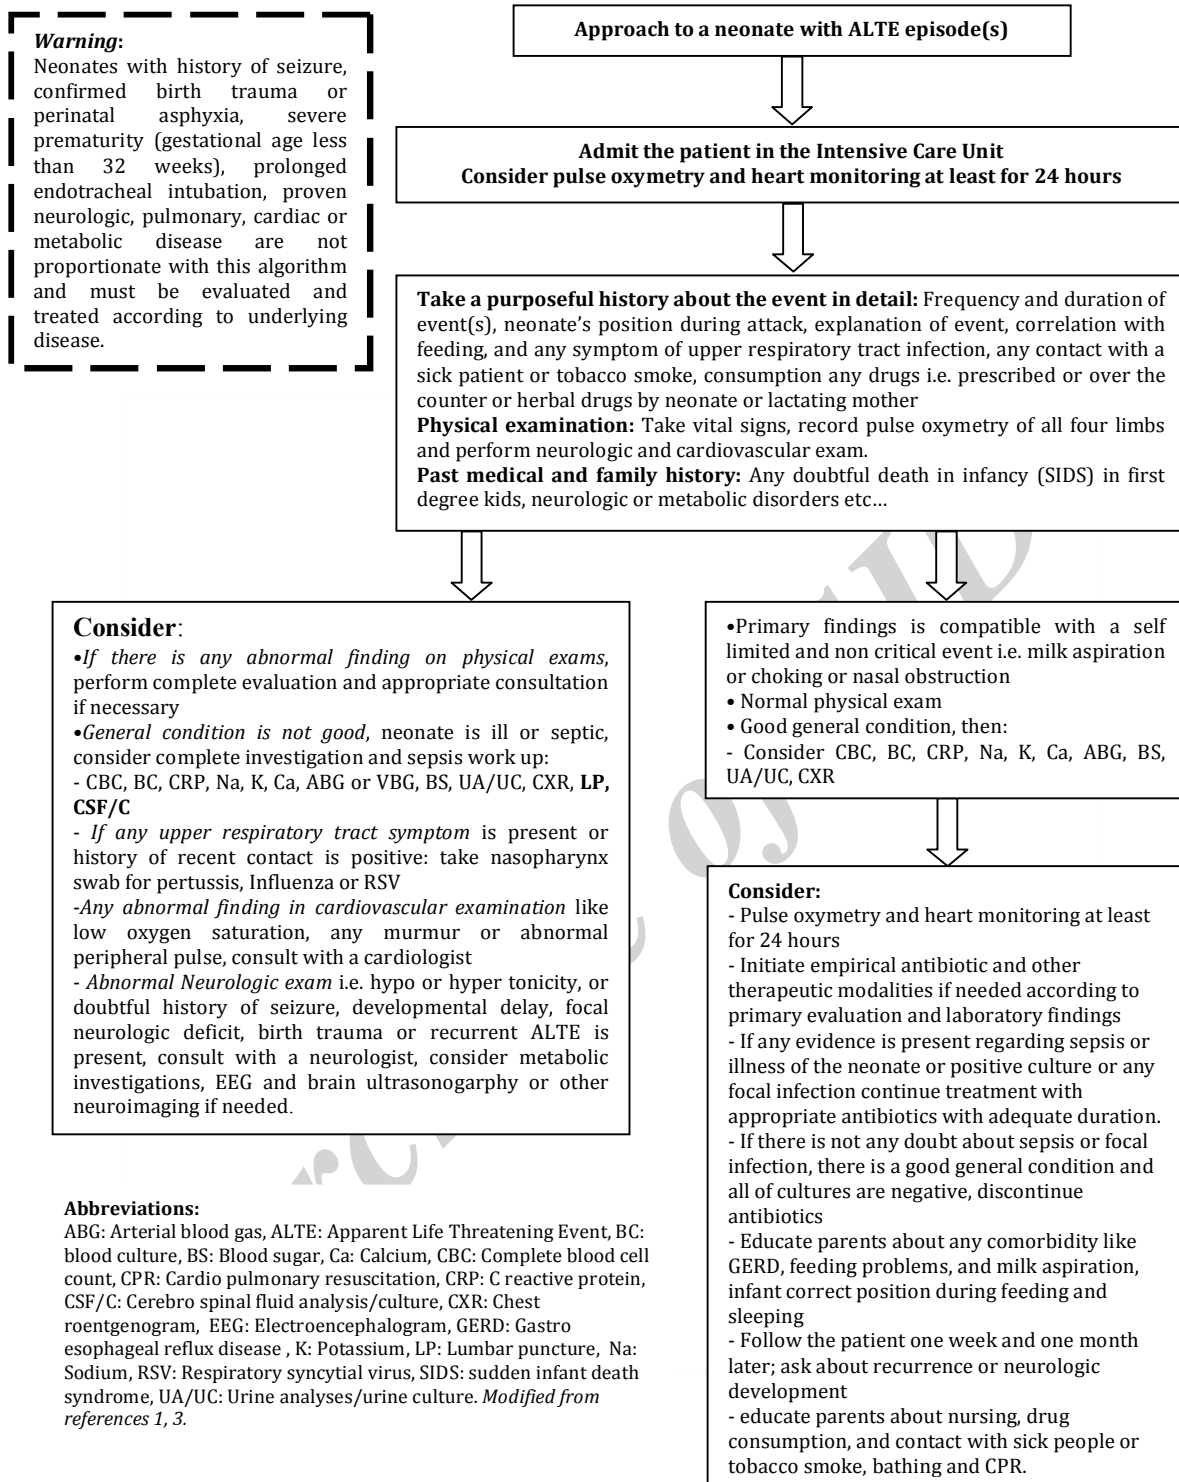 Warning:
Neonates with history of seizure,
confirmed birth trauma or
perinatal asphyxia, severe
prematurity (gestational age less
than 32 weeks), prolonged
endotracheal intubation, proven
neurologic, pulmonary, cardiac or
metabolic disease are not
proportionate with this algorithm
and must be evaluated and
treated according to underlying
disease.
Approach to a neonate with ALTE episode(s)
Admit the patient in the Intensive Care Unit
Consider pulse oxymetry and heart monitoring at least for 24 hours
Take a purposeful history about the event in detail: Frequency and duration of
event(s), neonate's position during attack, explanation of event, correlation with
feeding, and any symptom of upper respiratory tract infection, any contact with a
sick patient or tobacco smoke, consumption any drugs i.e. prescribed or over the
counter or herbal drugs by neonate or lactating mother
Physical examination: Take vital signs, record pulse oxymetry of all four limbs
and perform neurologic and cardiovascular exam.
Past medical and family history: Any doubtful death in infancy (SIDS) in first
degree kids, neurologic or metabolic disorders etc…
Consider:
•If there is any abnormal finding on physical exams,
perform complete evaluation and appropriate consultation
if necessary
•General condition is not good, neonate is ill or septic,
consider complete investigation and sepsis work up:
- CBC, BC, CRP, Na, K, Ca, ABG or VBG, BS, UA/UC, CXR, LP,
CSF/C
- If any upper respiratory tract symptom is present or
history of recent contact is positive: take nasopharynx
swab for pertussis, Influenza or RSV
-Any abnormal finding in cardiovascular examination like
low oxygen saturation, any murmur or abnormal
peripheral pulse, consult with a cardiologist
- Abnormal Neurologic exam i.e. hypo or hyper tonicity, or
doubtful history of seizure, developmental delay, focal
neurologic deficit, birth trauma or recurrent ALTE is
present, consult with a neurologist, consider metabolic
investigations, EEG and brain ultrasonogarphy or other
neuroimaging if needed.
•Primary findings is compatible with a self
limited and non critical event i.e. milk aspiration
or choking or nasal obstruction
• Normal physical exam
• Good general condition, then:
- Consider CBC, BC, CRP, Na, K, Ca, ABG, BS,
UA/UC, CXR
Consider:
- Pulse oxymetry and heart monitoring at least
for 24 hours
- Initiate empirical antibiotic and other
therapeutic modalities if needed according to
primary evaluation and laboratory findings
- If any evidence is present regarding sepsis or
illness of the neonate or positive culture or any
focal infection continue treatment with
appropriate antibiotics with adequate duration.
- If there is not any doubt about sepsis or focal
infection, there is a good general condition and
all of cultures are negative, discontinue
antibiotics
- Educate parents about any comorbidity like
GERD, feeding problems, and milk aspiration,
infant correct position during feeding and
sleeping
- Follow the patient one week and one month
later; ask about recurrence or neurologic
development
- educate parents about nursing, drug
consumption, and contact with sick people or
tobacco smoke, bathing and CPR.
Abbreviations:
ABG: Arterial blood gas, ALTE: Apparent Life Threatening Event, BC:
blood culture, BS: Blood sugar, Ca: Calcium, CBC: Complete blood cell
count, CPR: Cardio pulmonary resuscitation, CRP: C reactive protein,
CSF/C: Cerebro spinal fluid analysis/culture, CXR: Chest
roentgenogram, EEG: Electroencephalogram, GERD: Gastro
esophageal reflux disease , K: Potassium, LP: Lumbar puncture, Na:
Sodium, RSV: Respiratory syncytial virus, SIDS: sudden infant death
syndrome, UA/UC: Urine analyses/urine culture. Modified from
references 1, 3.